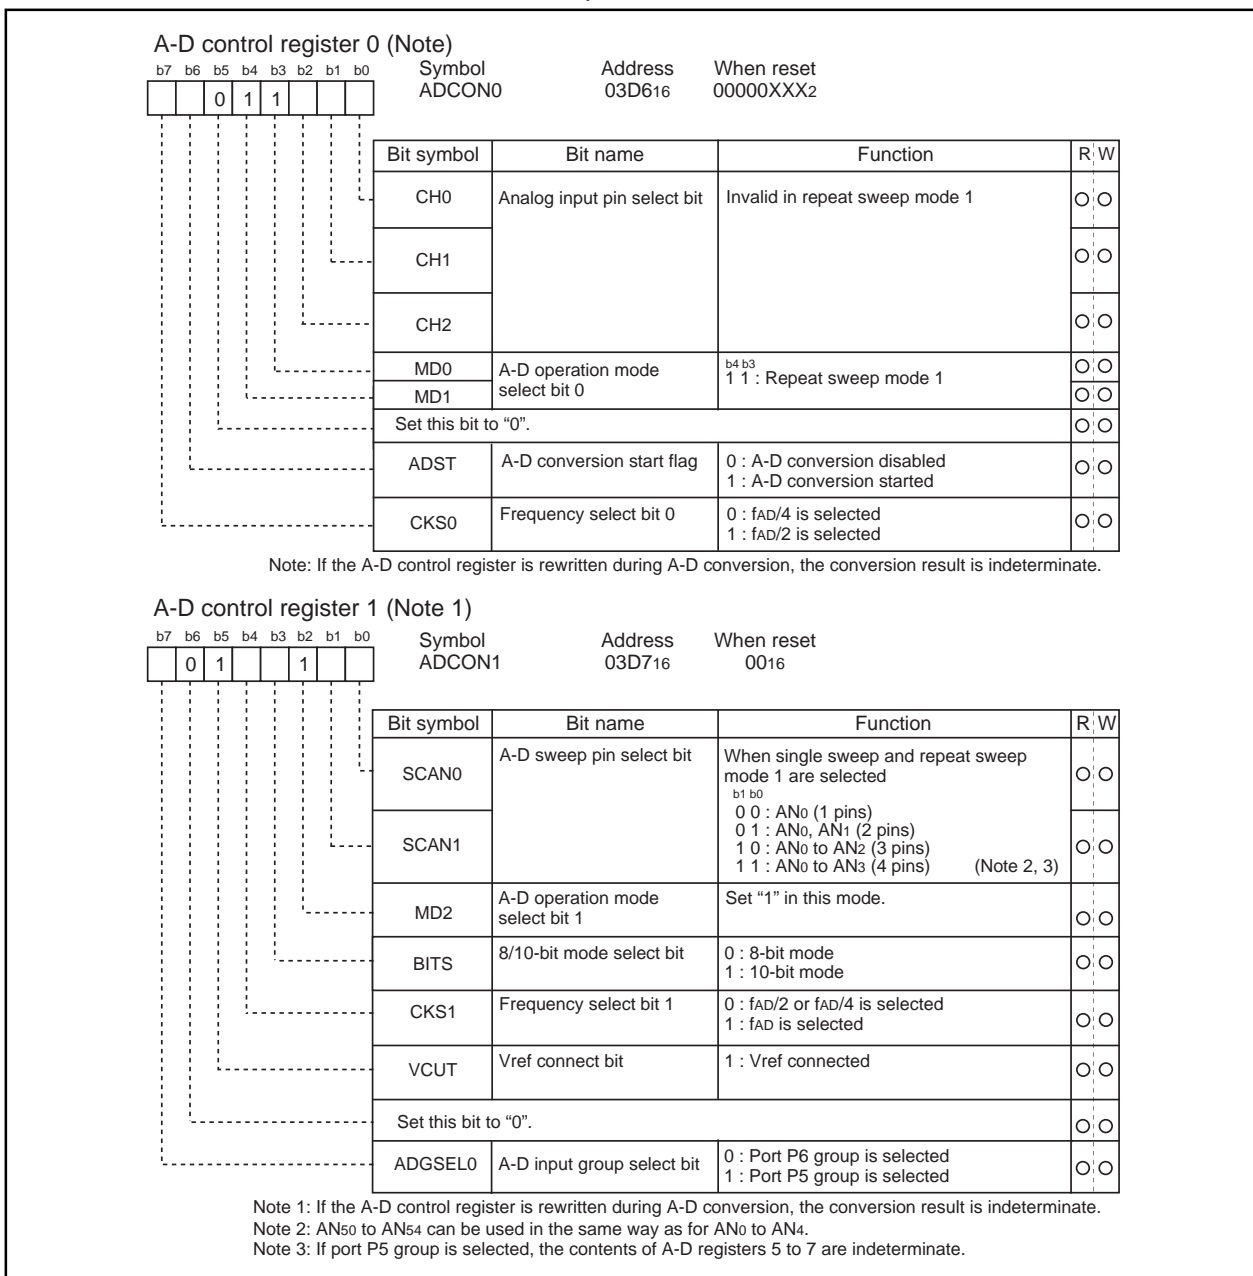 A-D control register 0 (Note)
b7 b6 b5 b4 b3 b2 b1 b0
0 1 1
Symbol Address When reset
ADCON0 03D616 00000XXX2
Bit symbol Bit name Function R W
CH0 Analog input pin select bit Invalid in repeat sweep mode 1
CH1
CH2
MD0 A-D operation mode select bit 0 b4 b3
1 1 : Repeat sweep mode 1
MD1
Set this bit to “0”.
ADST A-D conversion start flag 0 : A-D conversion disabled
1 : A-D conversion started
CKS0 Frequency select bit 0 0 : fAD/4 is selected
1 : fAD/2 is selected
Note: If the A-D control register is rewritten during A-D conversion, the conversion result is indeterminate.
A-D control register 1 (Note 1)
b7 b6 b5 b4 b3 b2 b1 b0
0 1 1
Symbol Address When reset
ADCON1 03D716 0016
Bit symbol Bit name Function R W
SCAN0 A-D sweep pin select bit When single sweep and repeat sweep
mode 1 are selected
b1 b0
0 0 : AN0 (1 pins)
0 1 : AN0, AN1 (2 pins)
SCAN1 1 0 : AN0 to AN2 (3 pins)
1 1 : AN0 to AN3 (4 pins) (Note 2, 3)
MD2 A-D operation mode select bit 1 Set “1” in this mode.
BITS 8/10-bit mode select bit 0 : 8-bit mode
1 : 10-bit mode
CKS1 Frequency select bit 1 0 : fAD/2 or fAD/4 is selected
1 : fAD is selected
VCUT Vref connect bit 1 : Vref connected
Set this bit to “0”.
ADGSEL0 A-D input group select bit 0 : Port P6 group is selected
1 : Port P5 group is selected
Note 1: If the A-D control register is rewritten during A-D conversion, the conversion result is indeterminate.
Note 2: AN50 to AN54 can be used in the same way as for AN0 to AN4.
Note 3: If port P5 group is selected, the contents of A-D registers 5 to 7 are indeterminate.